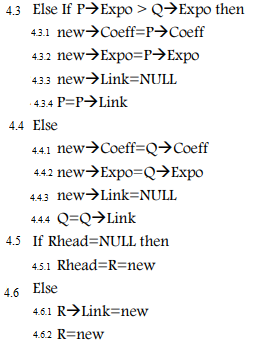 4.3 Else If P→Expo > Q→Expo then
4.3.1 new→Coeff=P→Coeff
4.3.2 new→Expo=P→Expo
4.3.3 new→Link=NULL
4.3.4 P=P→Link
4.4 Else
4.4.1 new→Coeff=Q→Coeff
4.4.2 new→Expo=Q→Expo
4.4.3 new→Link=NULL
4.4.4 Q=Q→Link
4.5 If Rhead=NULL then
4.5.1 Rhead=R=new
4.6 Else
4.6.1 R→Link=new
4.6.2 R=new